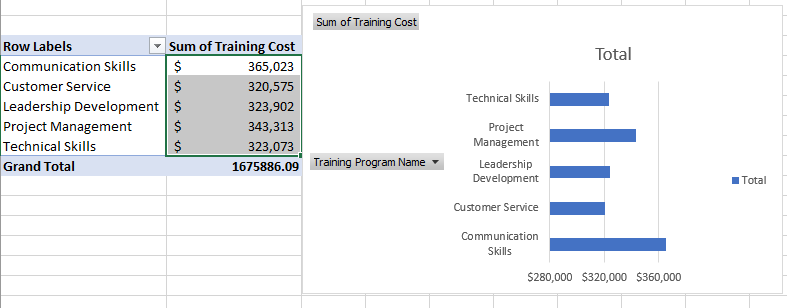 Row Labels Sum of Training Cost
Communication Skills $ 365,023
Customer Service $ 320,575
Leadership Development $ 323,902
Project Management $ 343,313
Technical Skills $ 323,073
Grand Total 1675886.09
Sum of Training Cost
Total
Training Program Name
Technical Skills
Project
Management
Leadership
Development
Customer Service
Communication
Skills
$280,000 $320,000 $360,000
Total